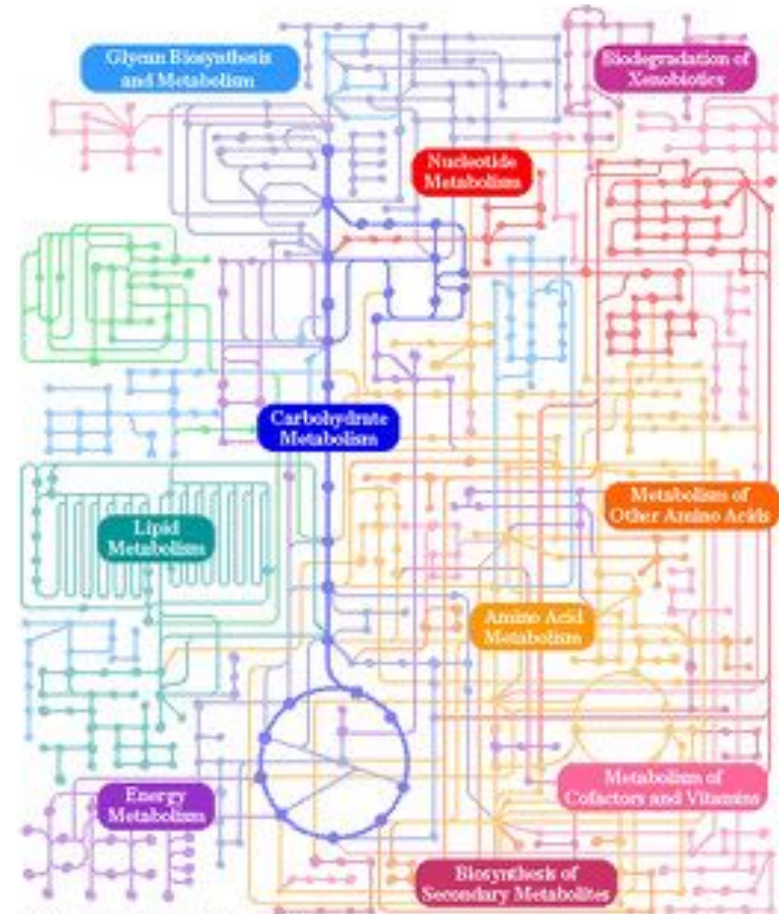 Glycan Biosynthesis
and Metabolism
Biodegradation of
Xenobiotics
Nucleotide
Metabolism
Carbohydrate
Metabolism
Metabolism of
Other Amino Acids
Lipid
Metabolism
Amino Acid
Metabolism
Metabolism of
Cofactors and Vitamins
Energy
Metabolism
Biosynthesis of
Secondary Metabolites